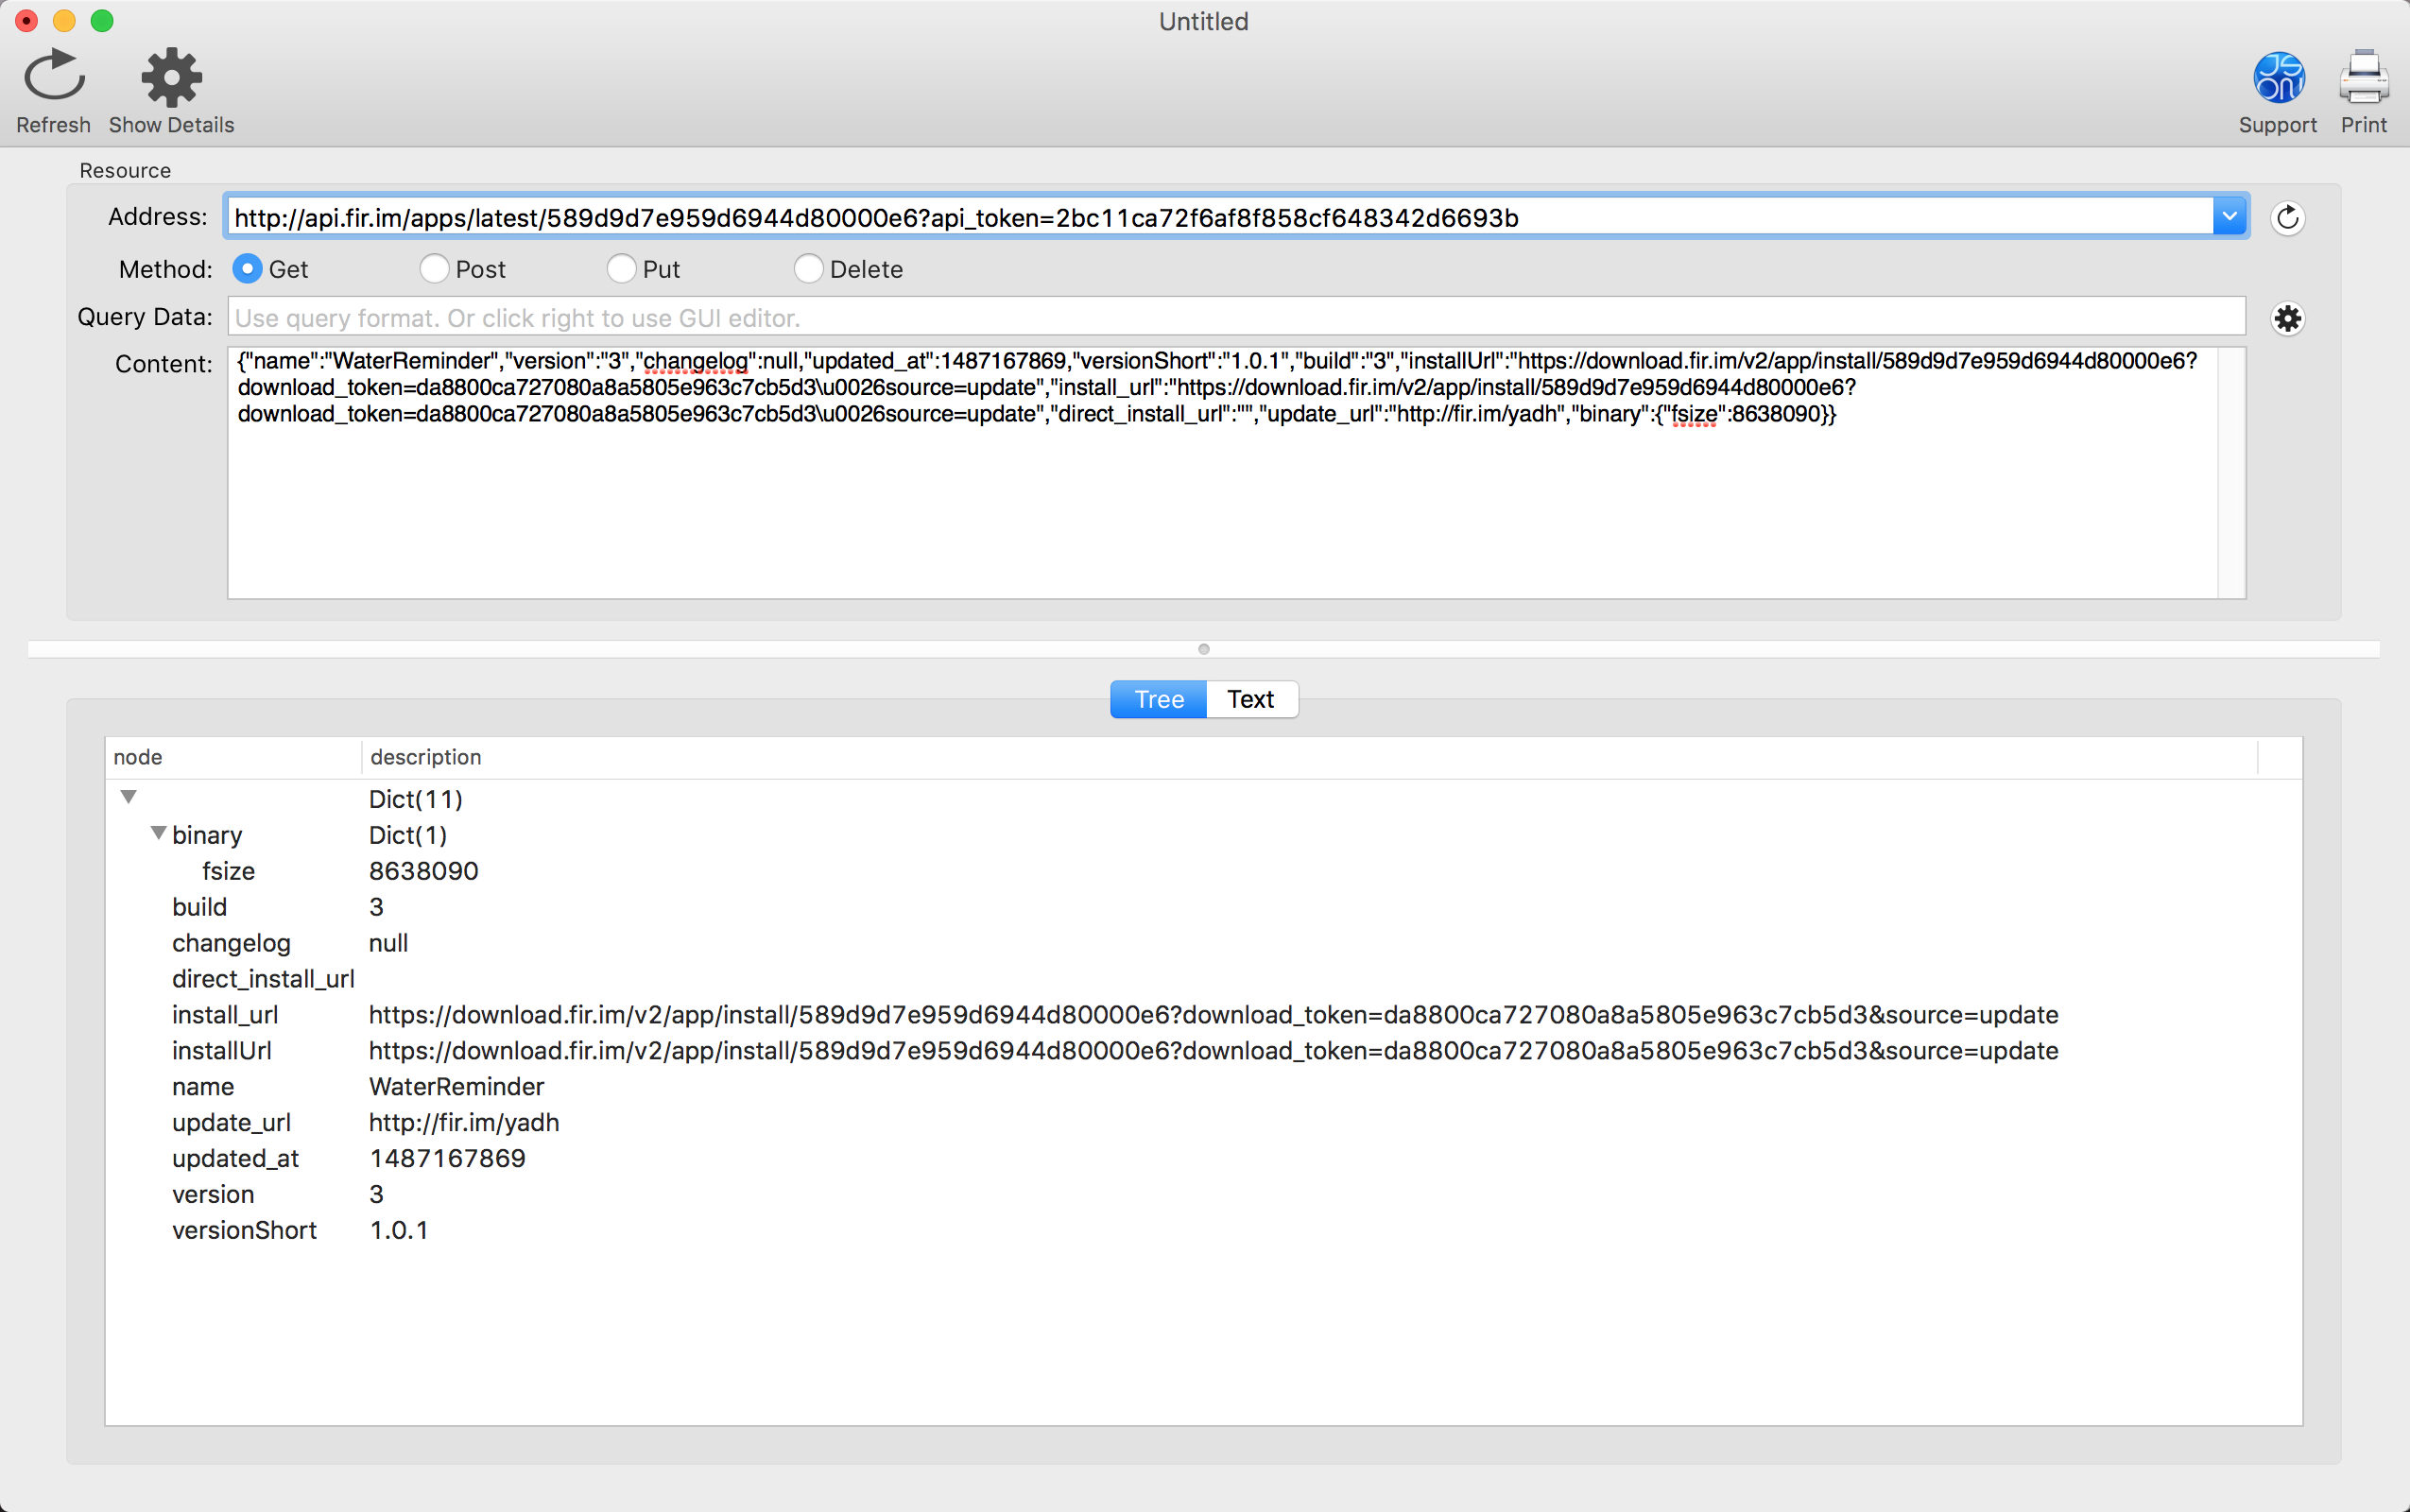 Untitled
Refresh Show Details Support Print
Resource
Address: http://api.fir.im/apps/latest/589d9d7e959d6944d80000e6?api_token=2bc11ca72f6af8f858cf648342d6693b
Method: Get Post Put Delete
Query Data: Use query format. Or click right to use GUI editor.
Content: {"name":"WaterReminder","version":"3","changelog":null,"updated_at":1487167869,"versionShort":"1.0.1","build":"3","installUrl":"https://download.fir.im/v2/app/install/589d9d7e959d6944d80000e6?
download_token=da8800ca727080a8a5805e963c7cb5d3\u0026source=update","install_url":"https://download.fir.im/v2/app/install/589d9d7e959d6944d80000e6?
download_token=da8800ca727080a8a5805e963c7cb5d3\u0026source=update","direct_install_url":"","update_url":"http://fir.im/yadh","binary":{"fsize":8638090}}
Tree Text
node description
Dict(11)
binary Dict(1)
fsize 8638090
build 3
changelog null
direct_install_url
install_url https://download.fir.im/v2/app/install/589d9d7e959d6944d80000e6?download_token=da8800ca727080a8a5805e963c7cb5d3&source=update
installUrl https://download.fir.im/v2/app/install/589d9d7e959d6944d80000e6?download_token=da8800ca727080a8a5805e963c7cb5d3&source=update
name WaterReminder
update_url http://fir.im/yadh
updated_at 1487167869
version 3
versionShort 1.0.1